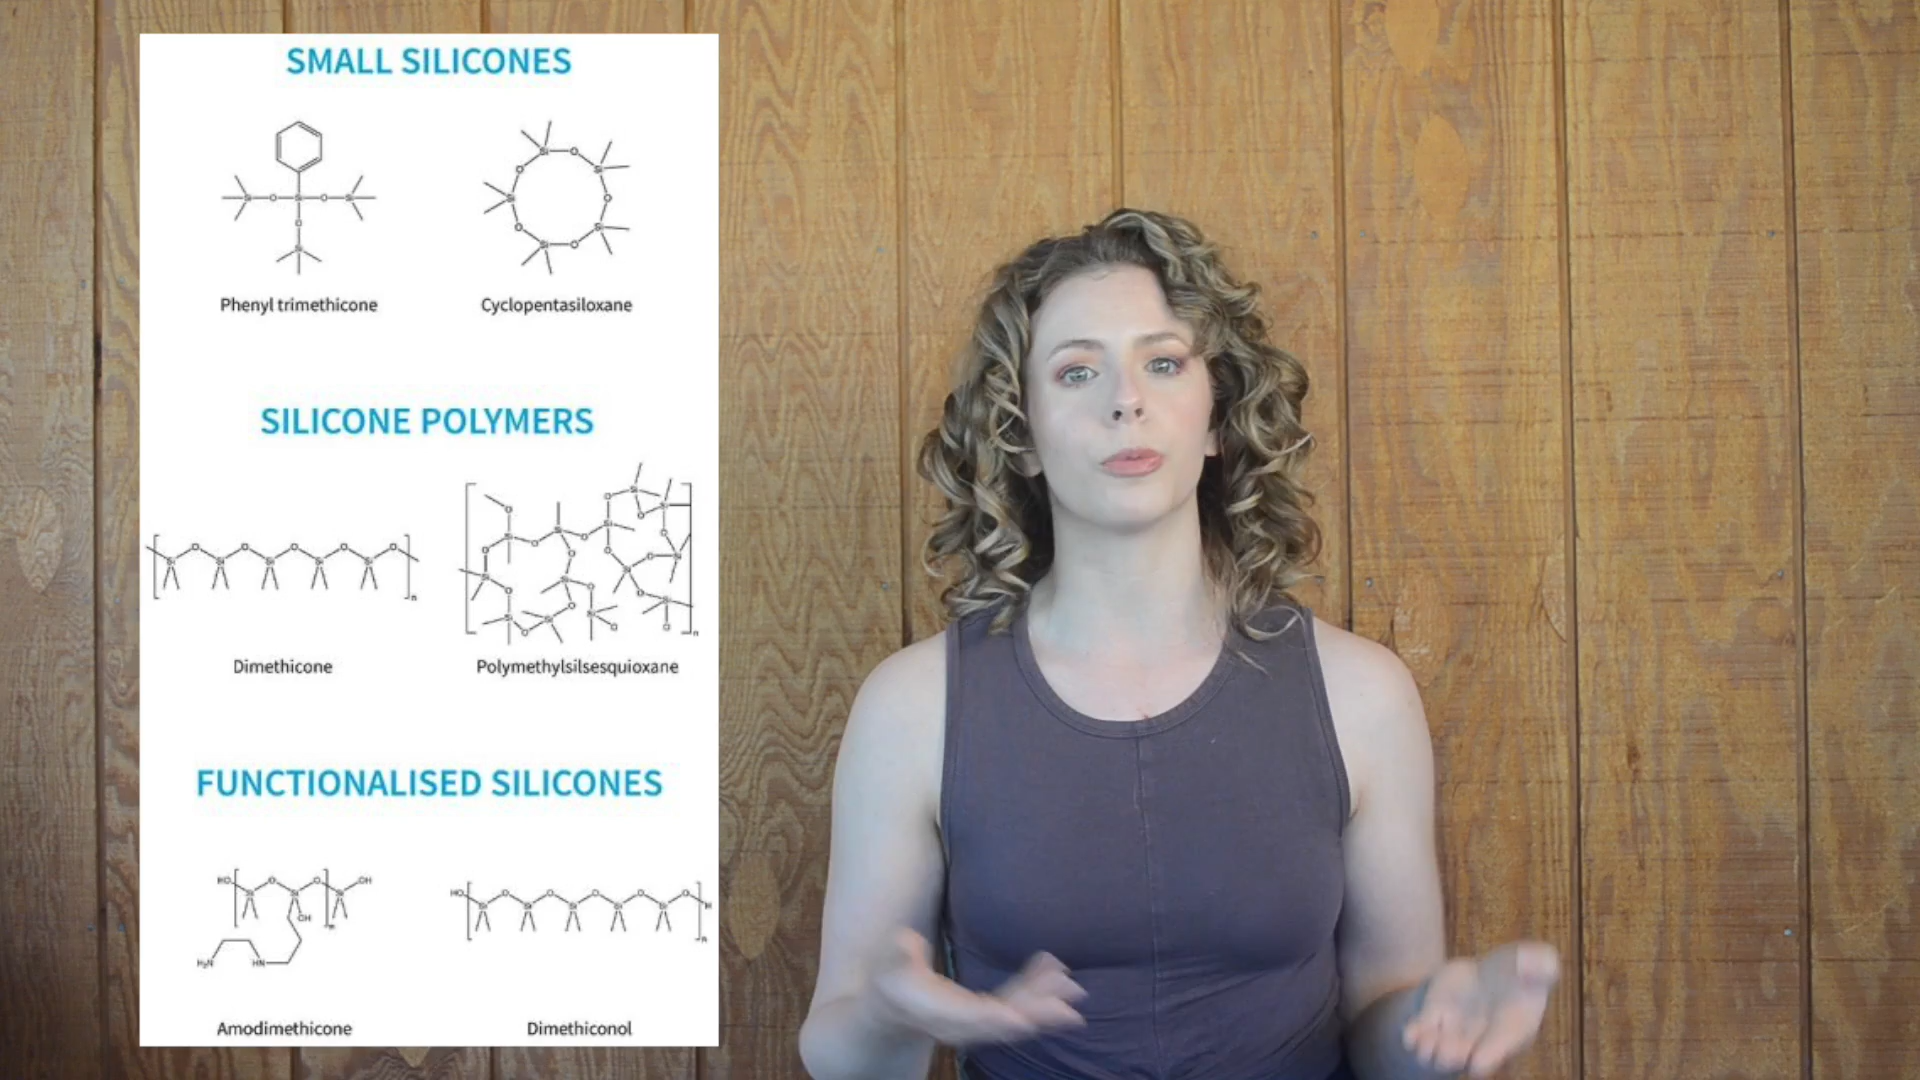 SMALL SILICONES
Phenyl trimethicone
Cyclopentasiloxane
SILICONE POLYMERS
Dimethicone
Polymethylsilsesquioxane
FUNCTIONALISED SILICONES
Amodimethicone
Dimethiconol